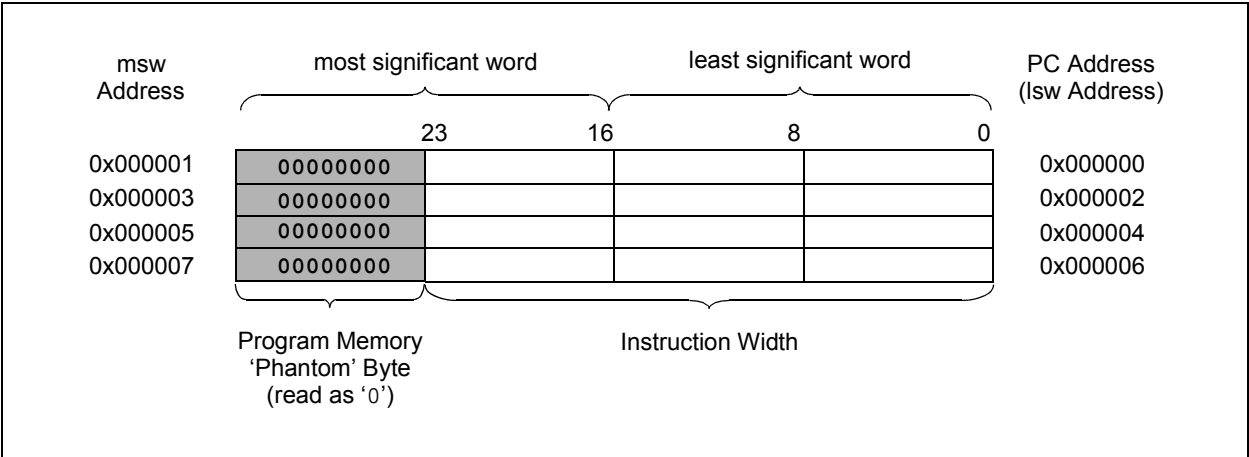 msw
Address
most significant word
least significant word
PC Address
(lsw Address)
23 16 8 0
0x000001 00000000 0x000000
0x000003 00000000 0x000002
0x000005 00000000 0x000004
0x000007 00000000 0x000006
Program Memory
‘Phantom’ Byte
(read as ‘0’)
Instruction Width